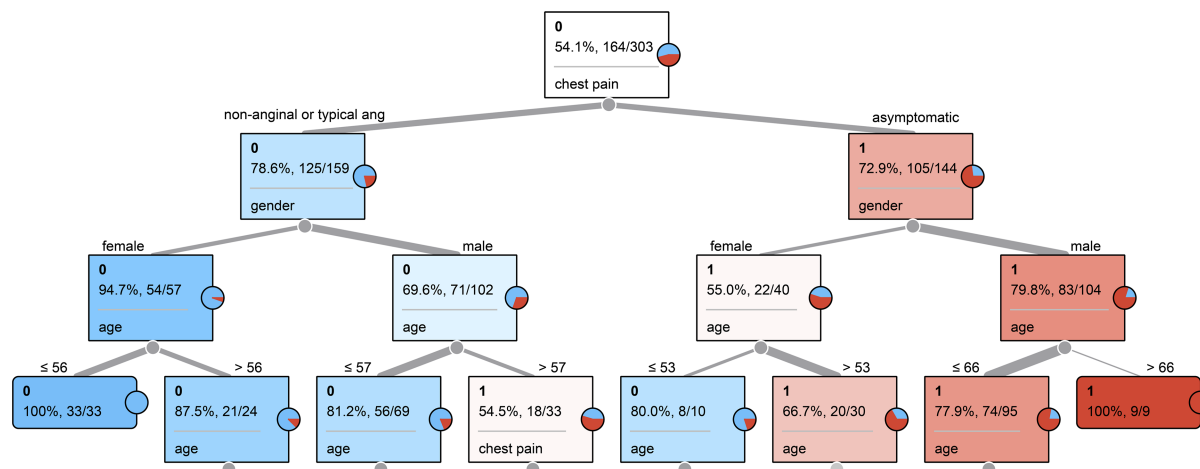 0
54.1%, 164/303
chest pain
non-anginal or typical ang
asymptomatic
0
78.6%, 125/159
gender
1
72.9%, 105/144
gender
female
male
female
male
0
94.7%, 54/57
age
0
69.6%, 71/102
age
1
55.0%, 22/40
age
1
79.8%, 83/104
age
≤ 56
> 56
≤ 57
> 57
≤ 53
> 53
≤ 66
> 66
0
100%, 33/33
0
87.5%, 21/24
age
0
81.2%, 56/69
age
1
54.5%, 18/33
chest pain
0
80.0%, 8/10
age
1
66.7%, 20/30
age
1
77.9%, 74/95
age
1
100%, 9/9